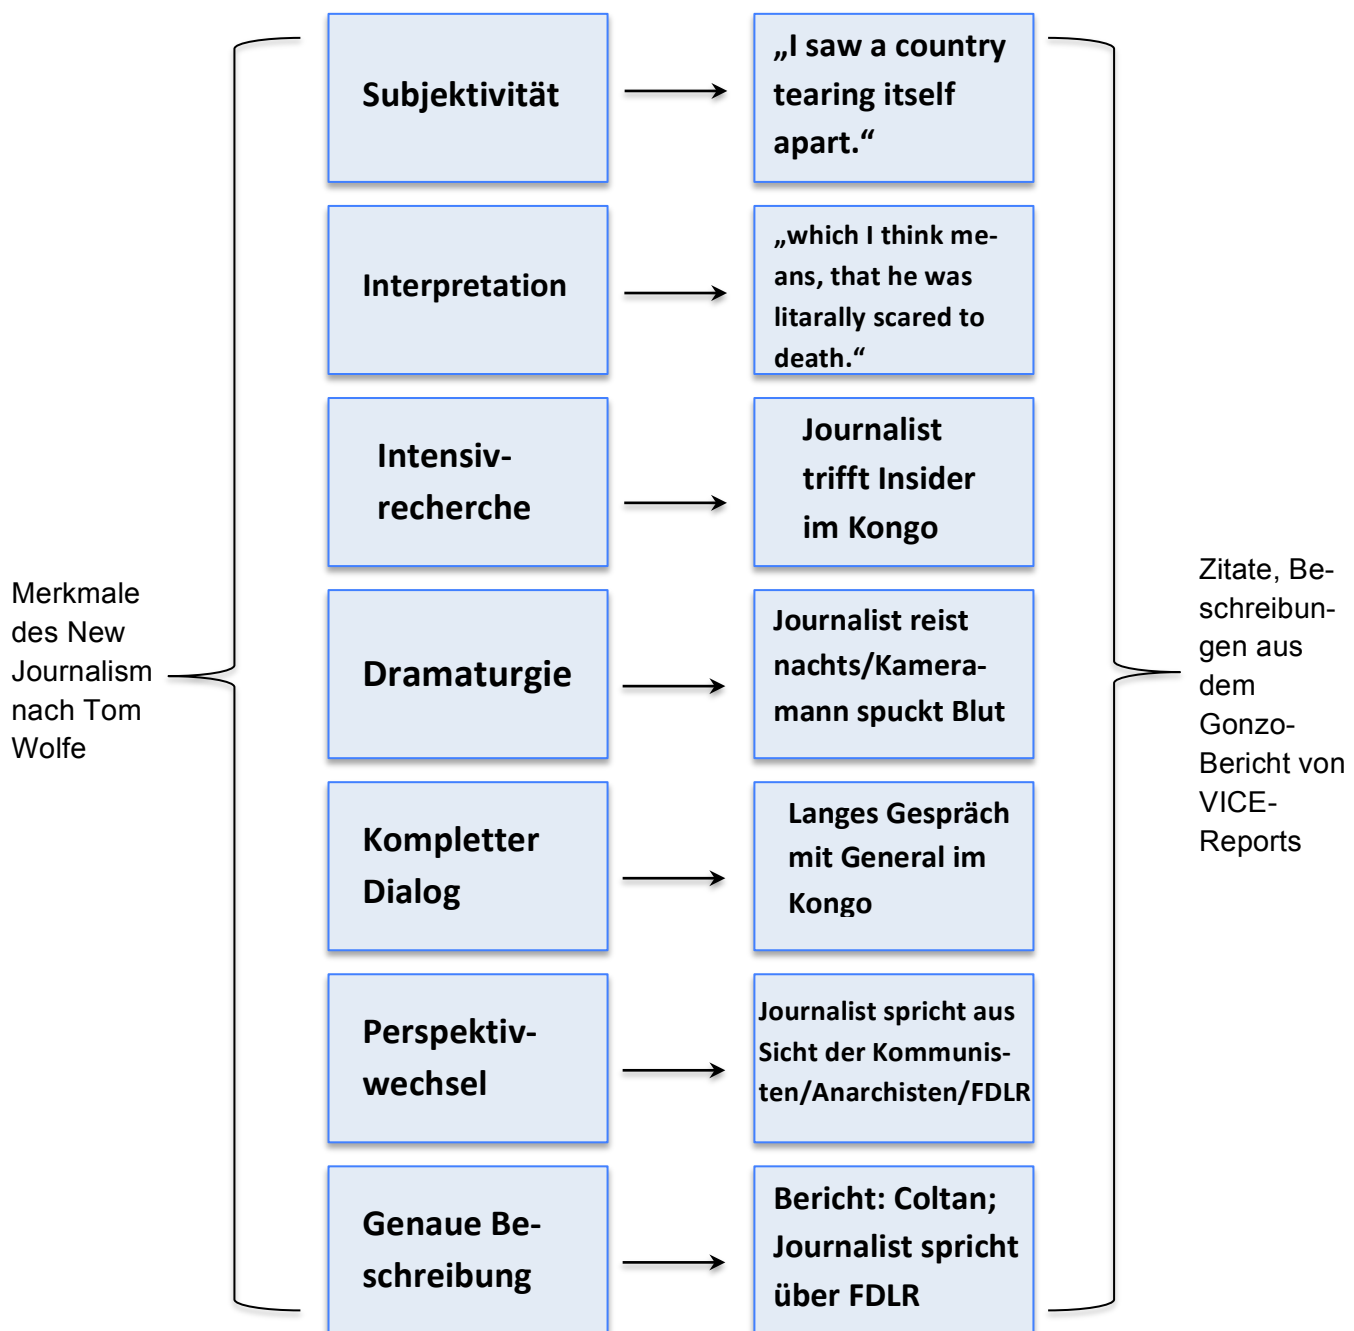 Merkmale
des New
Journalism
nach Tom
Wolfe
Subjektivität
„I saw a country
tearing itself
apart.“
Interpretation
„which I think me-
ans, that he was
litarally scared to
death.“
Intensiv-
recherche
Journalist
trifft Insider
im Kongo
Dramaturgie
Journalist reist
nachts/Kamera-
mann spuckt Blut
Kompletter
Dialog
Langes Gespräch
mit General im
Kongo
Perspektiv-
wechsel
Journalist spricht aus
Sicht der Kommunis-
ten/Anarchisten/FDLR
Genaue Be-
schreibung
Bericht: Coltan;
Journalist spricht
über FDLR
Zitate, Be-
schreibun-
gen aus
dem
Gonzo-
Bericht von
VICE-
Reports